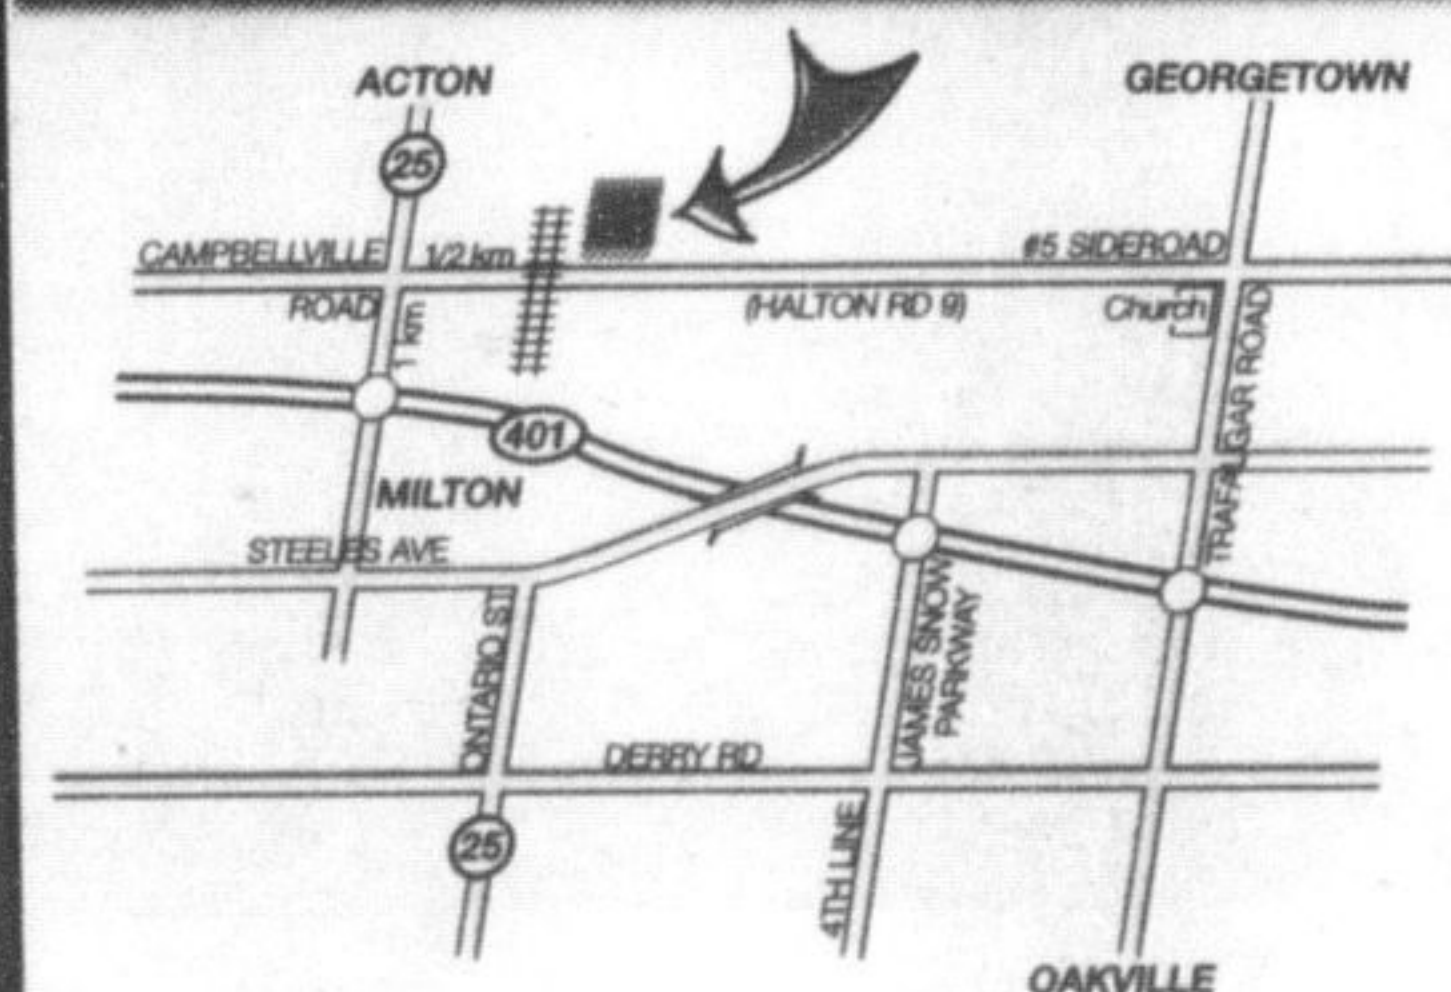 ACTON
GEORGETOWN
25
CAMPBELLVILLE
1/2 km
#5 SIDEROAD
ROAD
1 km
(HALTON RD 9)
Church
TRAFALGAR ROAD
401
MILTON
STEELES AVE
ONTARIO ST
JAMES SNOW
PARKWAY
DERRY RD
25
4TH LINE
OAKVILLE